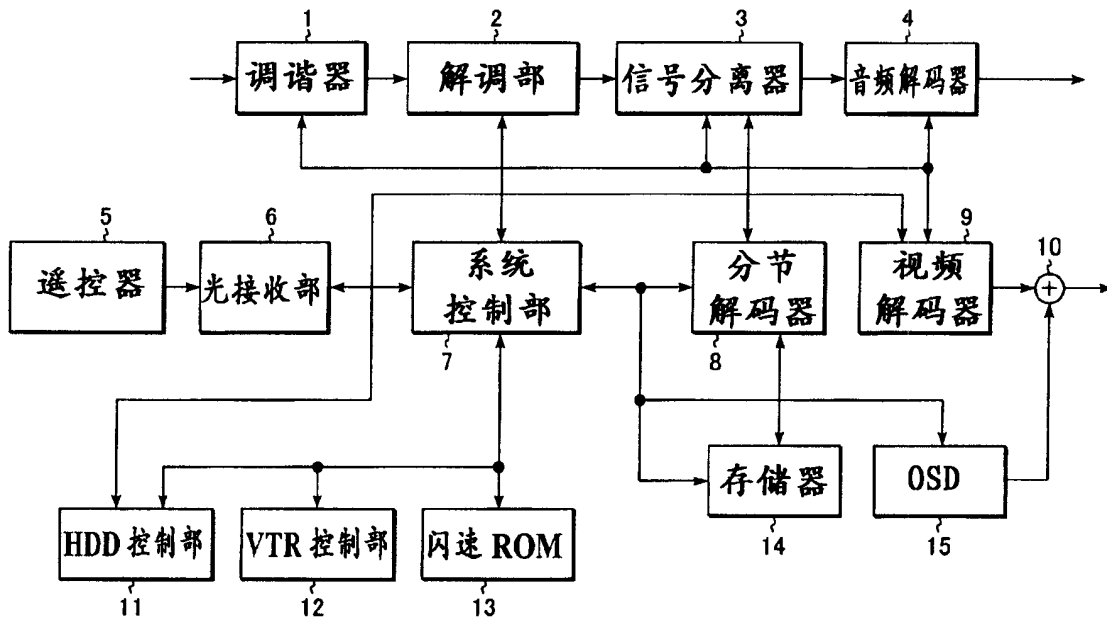 1
2
3
4
调谐器
解调部
信号分离器
音频解码器
5
6
9
10
遥控器
光接收部
系统
控制部
分节
解码器
视频
解码器
+
7
8
HDD 控制部
VTR 控制部
闪速 ROM
存储器
OSD
11
12
13
14
15